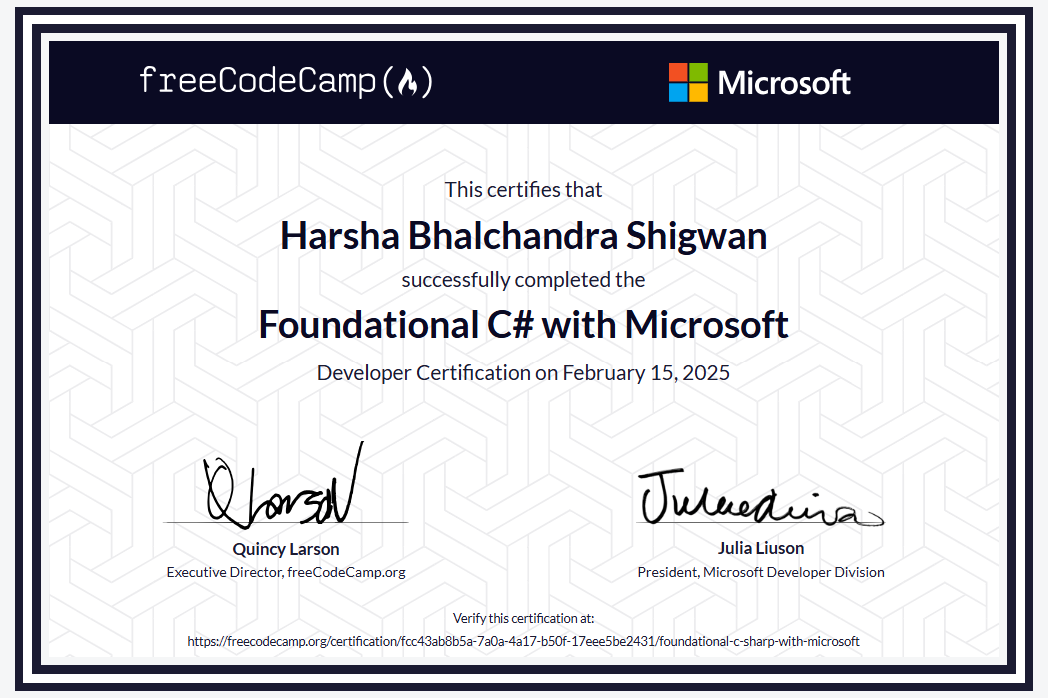 freeCodeCamp(🔥)
Microsoft
This certifies that
Harsha Bhalchandra Shigwan
successfully completed the
Foundational C# with Microsoft
Developer Certification on February 15, 2025
Quincy Larson
Executive Director, freeCodeCamp.org
Julia Liuson
President, Microsoft Developer Division
Verify this certification at:
https://freecodecamp.org/certification/fcc43ab8b5a-7a0a-4a17-b50f-17eee5be2431/foundational-c-sharp-with-microsoft